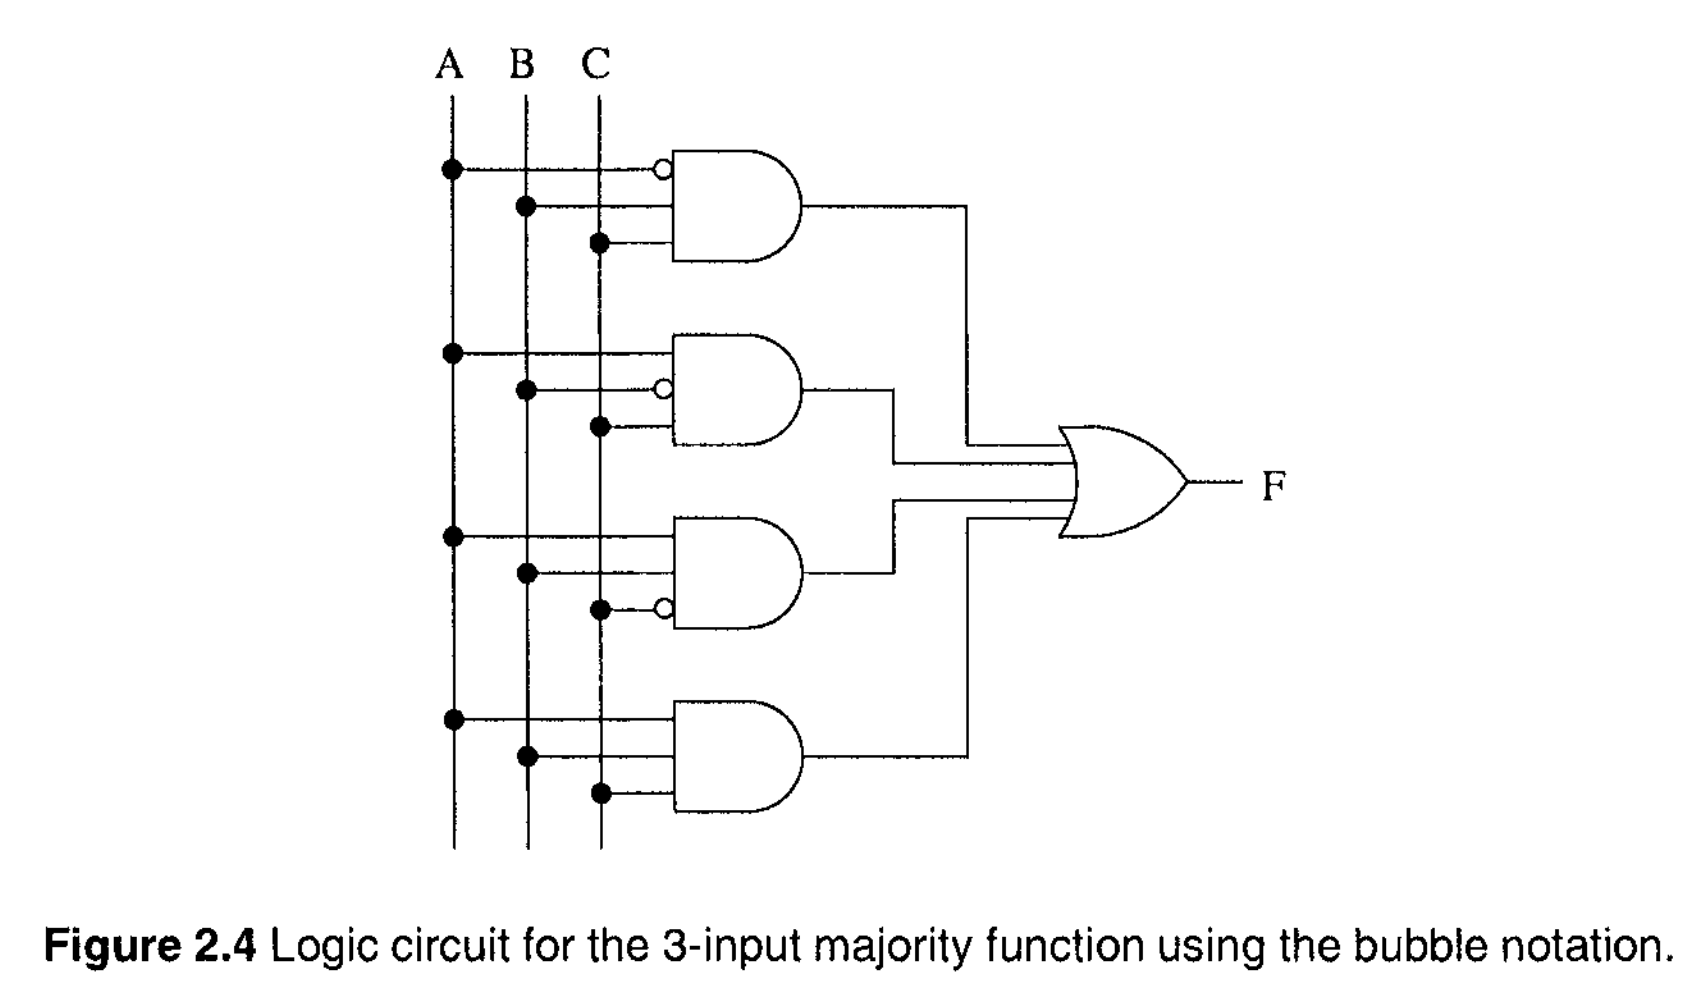 A B C
F
Figure 2.4 Logic circuit for the 3-input majority function using the bubble notation.